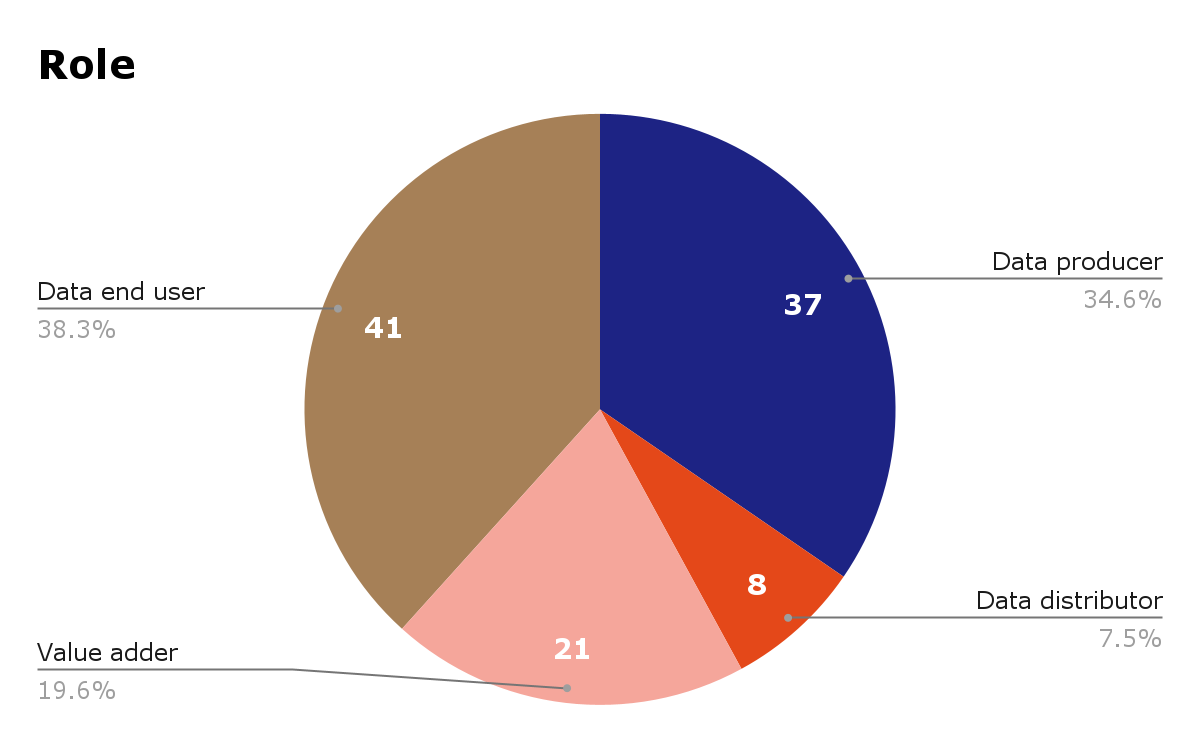 Role
Data producer
34.6%
37
Data end user
38.3%
41
Data distributor
7.5%
8
Value adder
19.6%
21